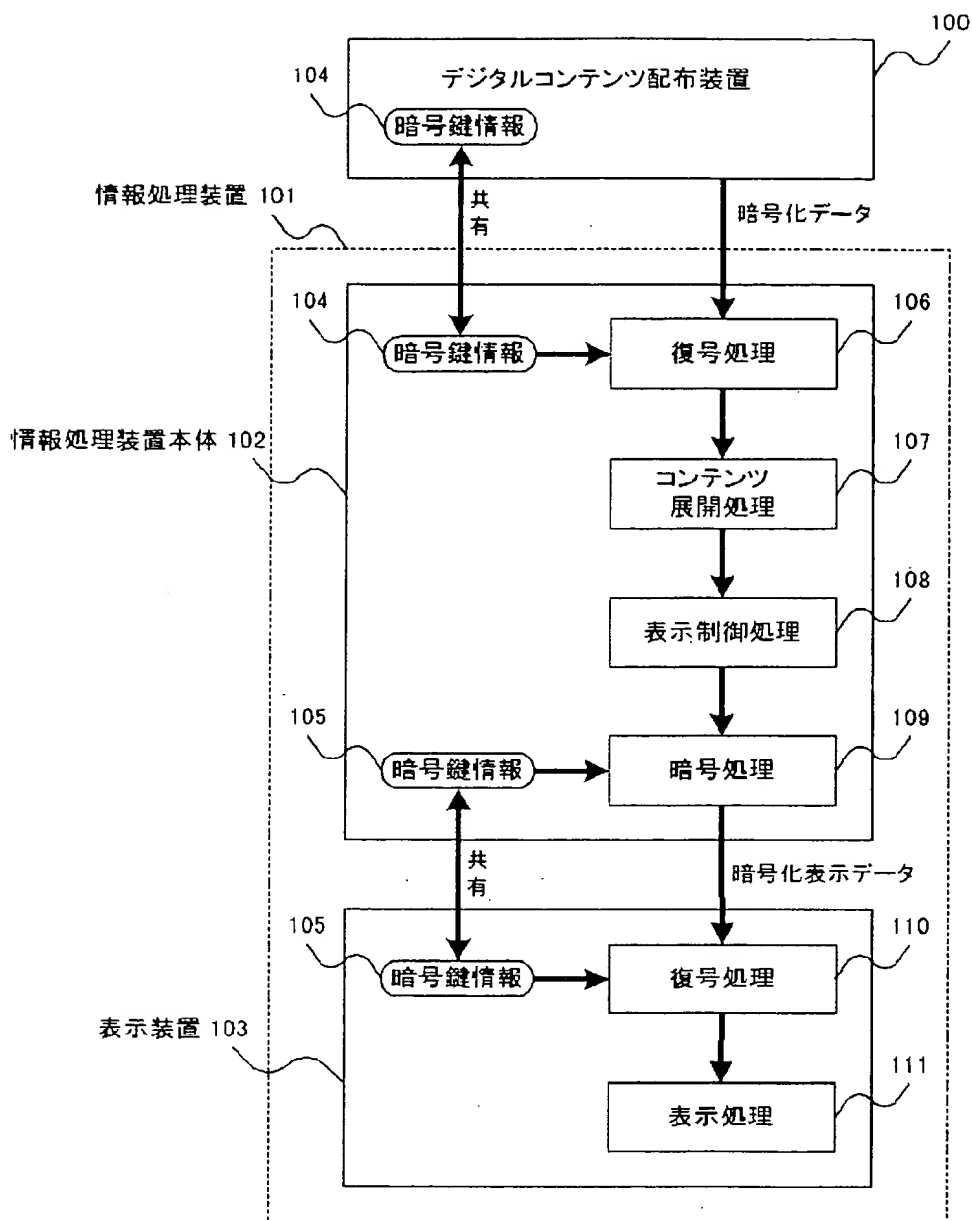 100
デジタルコンテンツ配布装置
104
暗号鍵情報
情報処理装置 101
共
有
暗号化データ
104
暗号鍵情報
復号処理
106
情報処理装置本体 102
コンテンツ
展開処理
107
表示制御処理
108
105
暗号鍵情報
暗号処理
109
共
有
暗号化表示データ
105
暗号鍵情報
復号処理
110
表示装置 103
表示処理
111